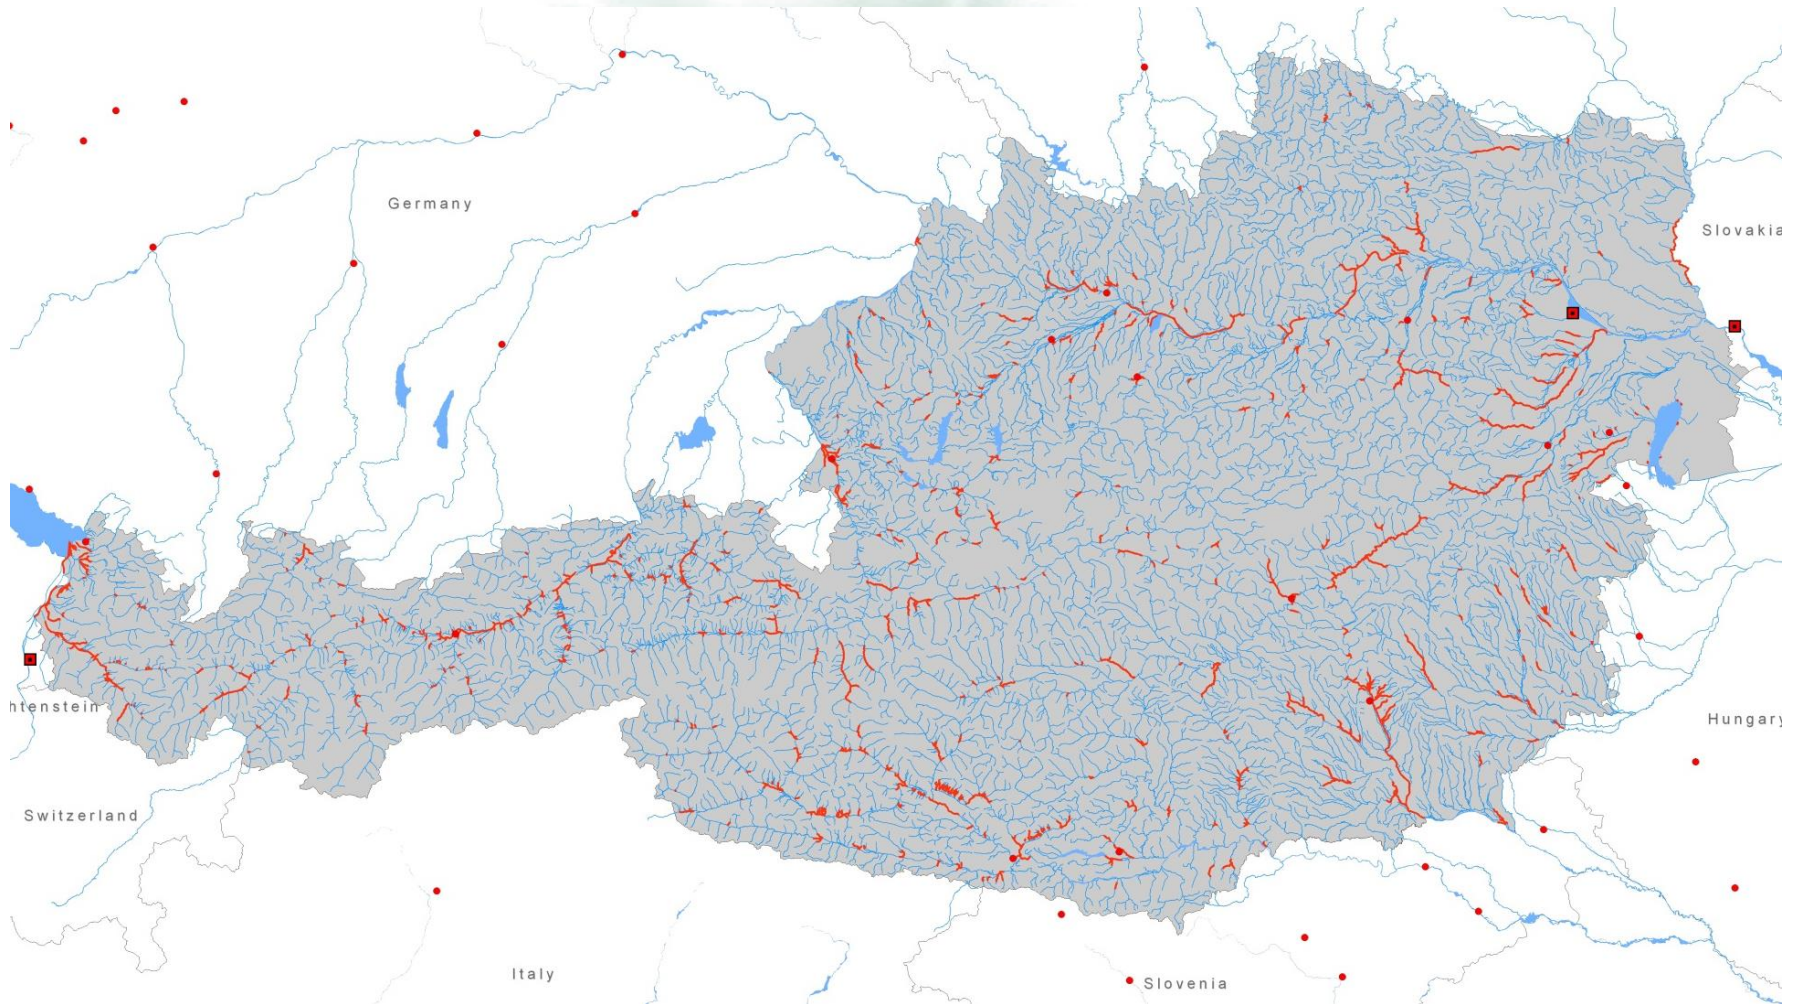 Germany
Slovakia
htenstein
Hungary
Switzerland
Italy
Slovenia